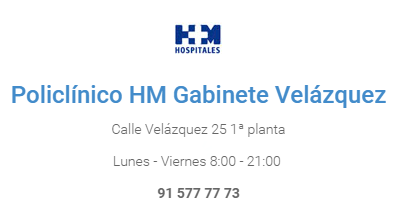 HM
HOSPITALES
Policlínico HM Gabinete Velázquez
Calle Velázquez 25 1ª planta
Lunes - Viernes 8:00 - 21:00
91 577 77 73